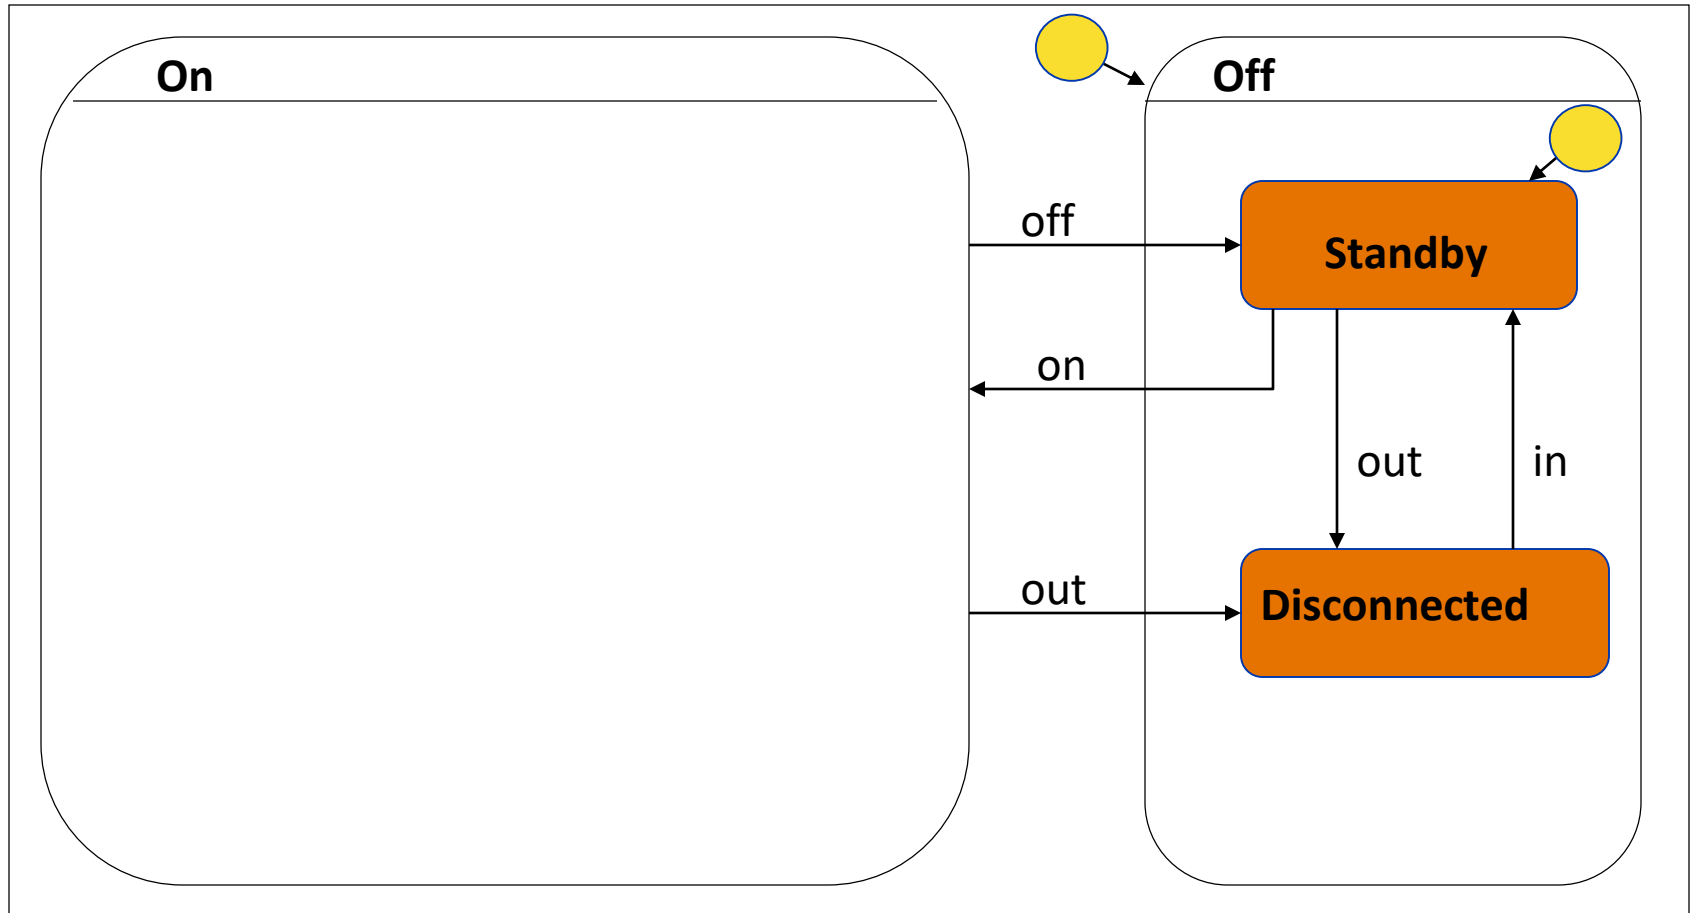 On
Off
off
Standby
on
out
in
out
Disconnected